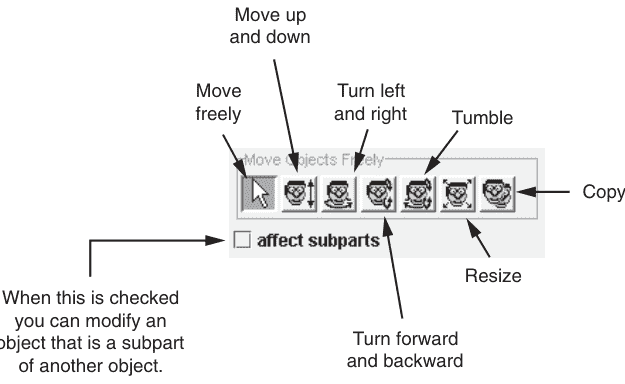 Move up
and down
Move
freely
Turn left
and right
Tumble
Move Objects Freely
Copy
affect subparts
Resize
When this is checked
you can modify an
object that is a subpart
of another object.
Turn forward
and backward